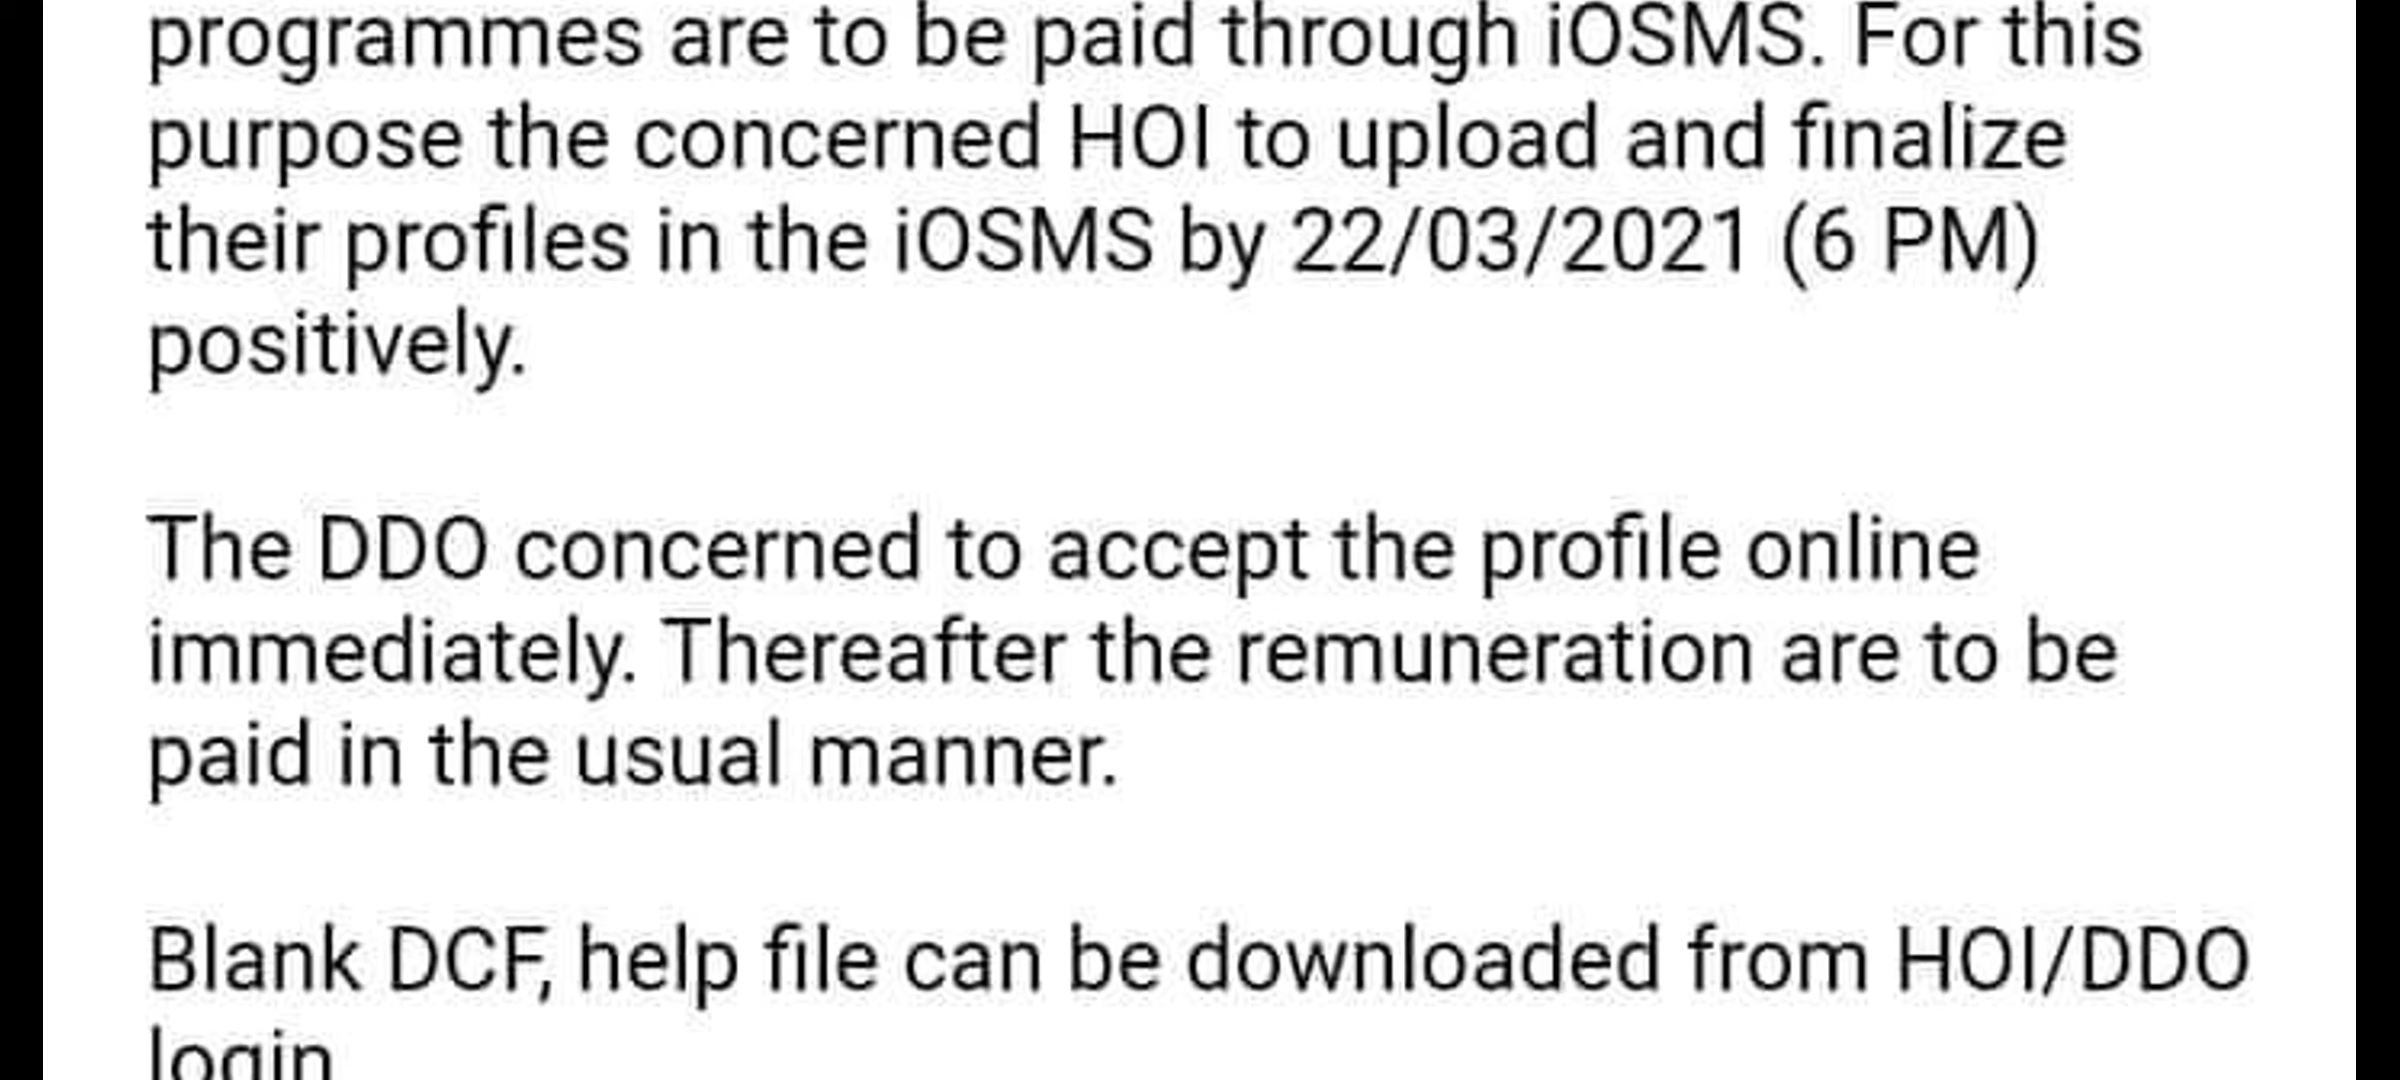 programmes are to be paid through iOSMS. For this
purpose the concerned HOI to upload and finalize
their profiles in the iOSMS by 22/03/2021 (6 PM)
positively.
The DDO concerned to accept the profile online
immediately. Thereafter the remuneration are to be
paid in the usual manner.
Blank DCF, help file can be downloaded from HOI/DDO
login